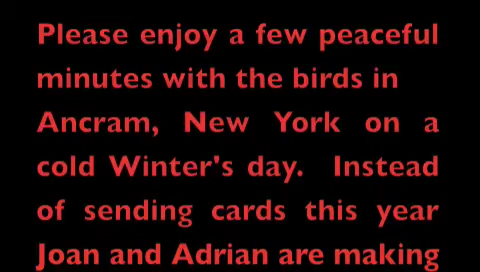 Please enjoy a few peaceful
minutes with the birds in
Ancram, New York on a
cold Winter's day. Instead
of sending cards this year
Joan and Adrian are making